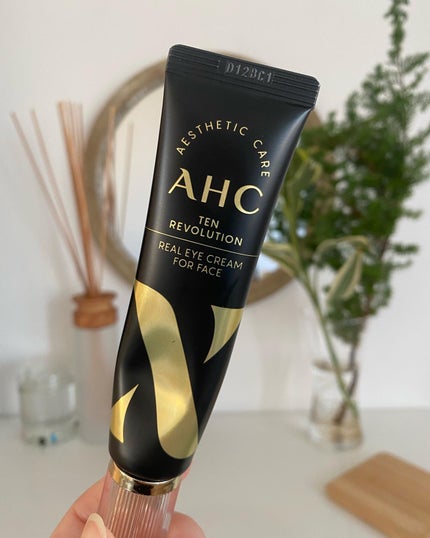 D12BC1
AESTHETIC CARE
AHC
TEN
REVOLUTION
REAL EYE CREAM
FOR FACE